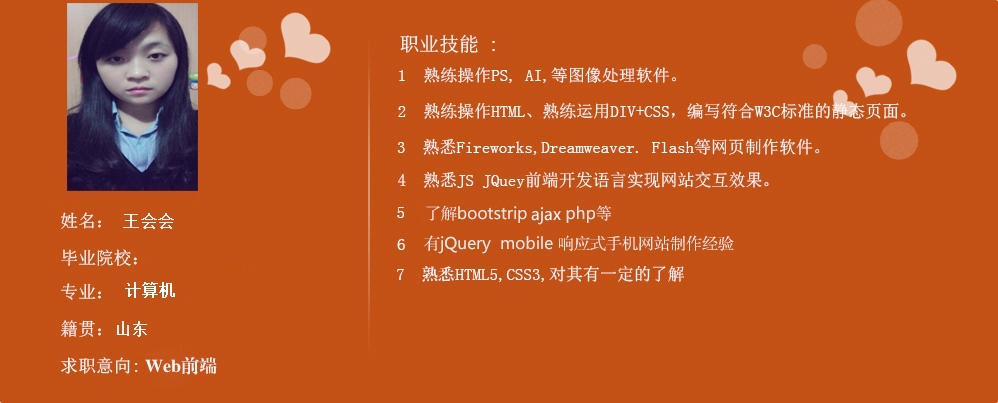 姓名： 王会会
毕业院校：
专业： 计算机
籍贯：山东
求职意向：Web前端
职业技能 ：
1 熟练操作PS, AI,等图像处理软件。
2 熟练操作HTML、熟练运用DIV+CSS，编写符合W3C标准的静态页面。
3 熟悉Fireworks,Dreamweaver. Flash等网页制作软件。
4 熟悉JS JQuey前端开发语言实现网站交互效果。
5 了解bootstrip ajax php等
6 有jQuery mobile 响应式手机网站制作经验
7 熟悉HTML5,CSS3,对其有一定的了解